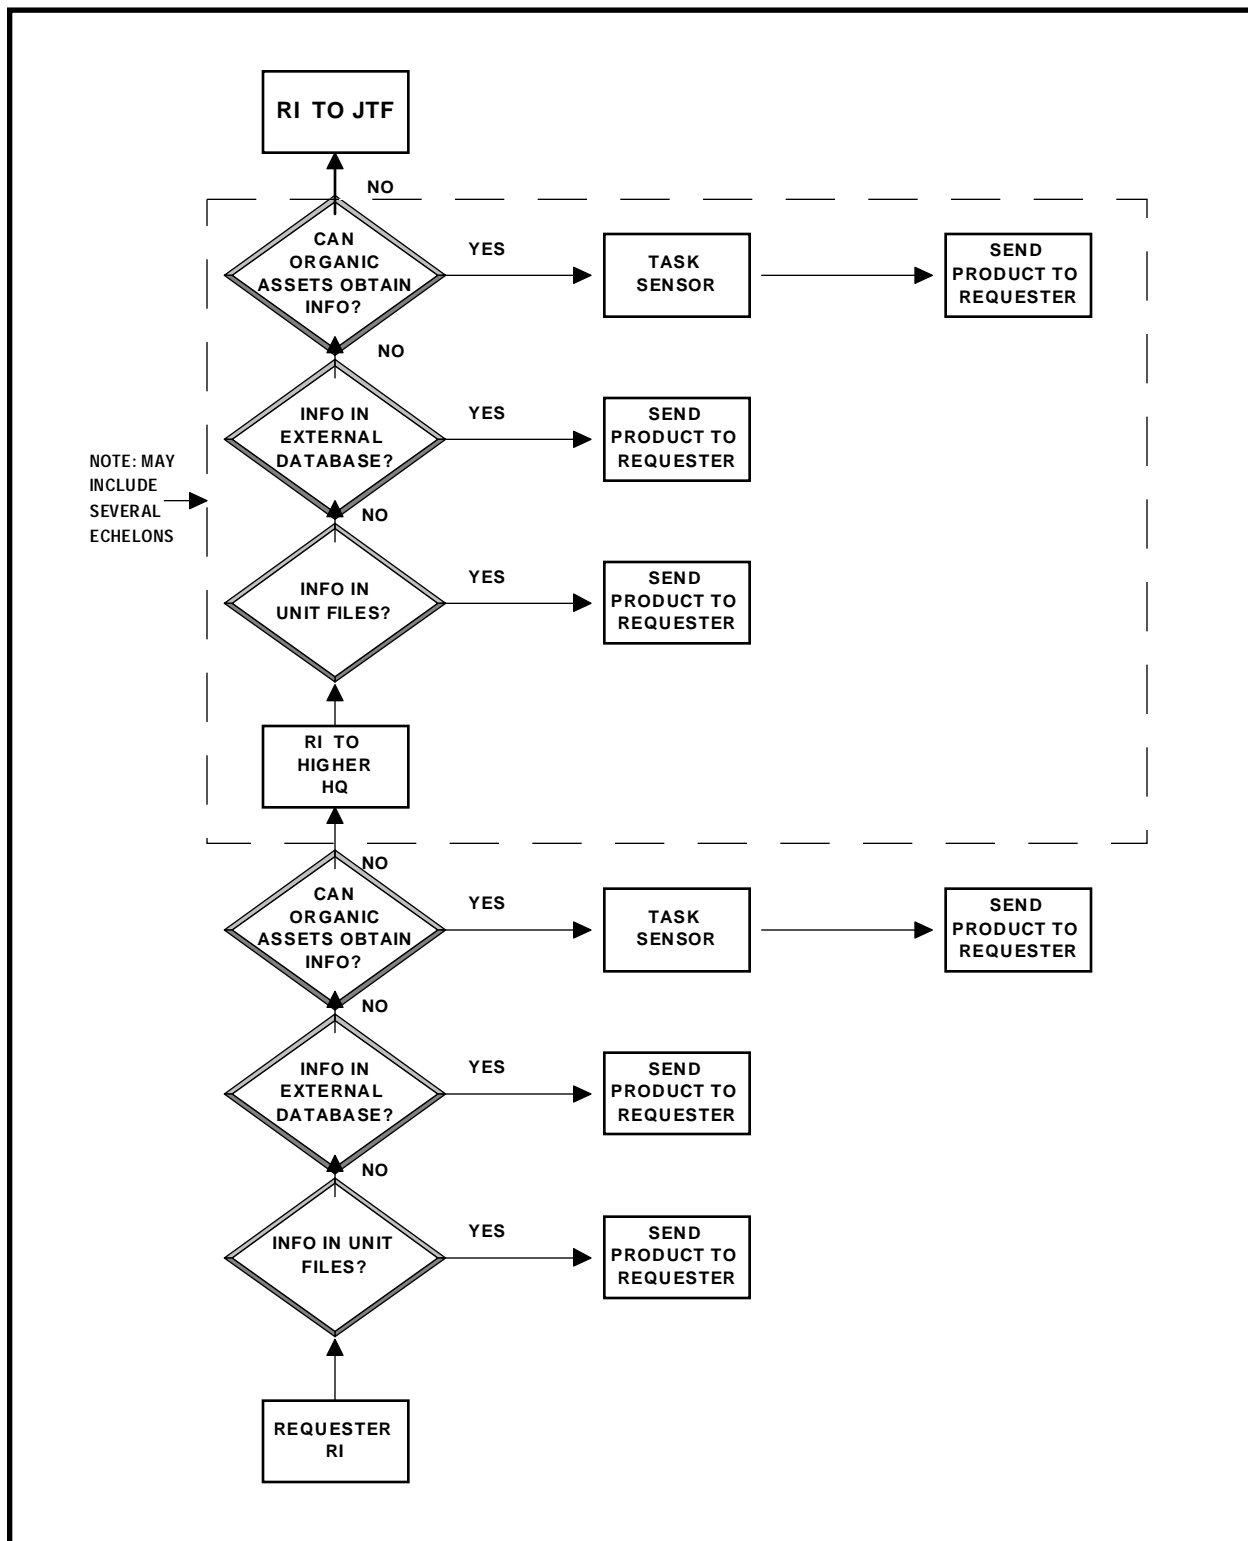 RI TO JTF
NO
CAN
ORGANIC
ASSETS OBTAIN
INFO?
YES
TASK
SENSOR
SEND
PRODUCT TO
REQUESTER
NO
INFO IN
EXTERNAL
DATABASE?
YES
SEND
PRODUCT TO
REQUESTER
NOTE: MAY
INCLUDE
SEVERAL
ECHELONS
NO
INFO IN
UNIT FILES?
YES
SEND
PRODUCT TO
REQUESTER
RI TO
HIGHER
HQ
NO
CAN
ORGANIC
ASSETS OBTAIN
INFO?
YES
TASK
SENSOR
SEND
PRODUCT TO
REQUESTER
NO
INFO IN
EXTERNAL
DATABASE?
YES
SEND
PRODUCT TO
REQUESTER
NO
INFO IN UNIT
FILES?
YES
SEND
PRODUCT TO
REQUESTER
REQUESTER
RI